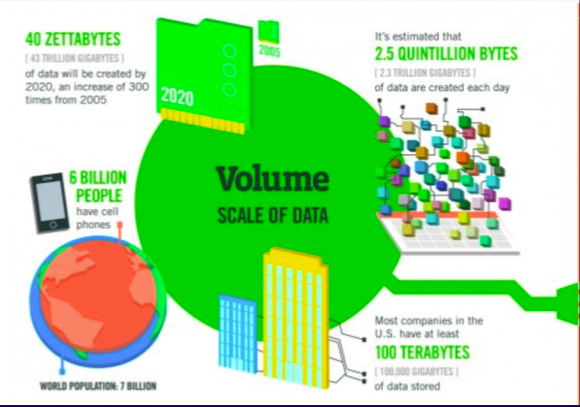 40 ZETTABYTES
[ 43 TRILLION GIGABYTES ]
of data will be created by
2020, an increase of 300
times from 2005
2020
2005
It's estimated that
2.5 QUINTILLION BYTES
[ 2.3 TRILLION GIGABYTES ]
of data are created each day
6 BILLION
PEOPLE
have cell
phones
Volume
SCALE OF DATA
WORLD POPULATION: 7 BILLION
Most companies in the
U.S. have at least
100 TERABYTES
[ 100,000 GIGABYTES ]
of data stored